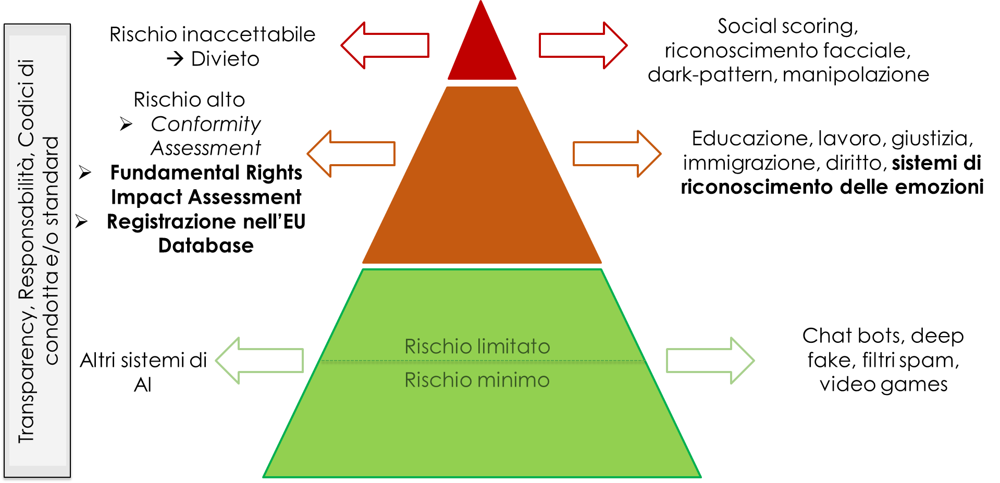 Transparency, Responsabilità, Codici di
condotta e/o standard
Rischio inaccettabile
→ Divieto
Social scoring,
riconoscimento facciale,
dark-pattern, manipolazione
Rischio alto
➢ Conformity
Assessment
➢ Fundamental Rights
Impact Assessment
➢ Registrazione nell’EU
Database
Educazione, lavoro, giustizia,
immigrazione, diritto, sistemi di
riconoscimento delle emozioni
Altri sistemi di
AI
Rischio limitato
Rischio minimo
Chat bots, deep
fake, filtri spam,
video games